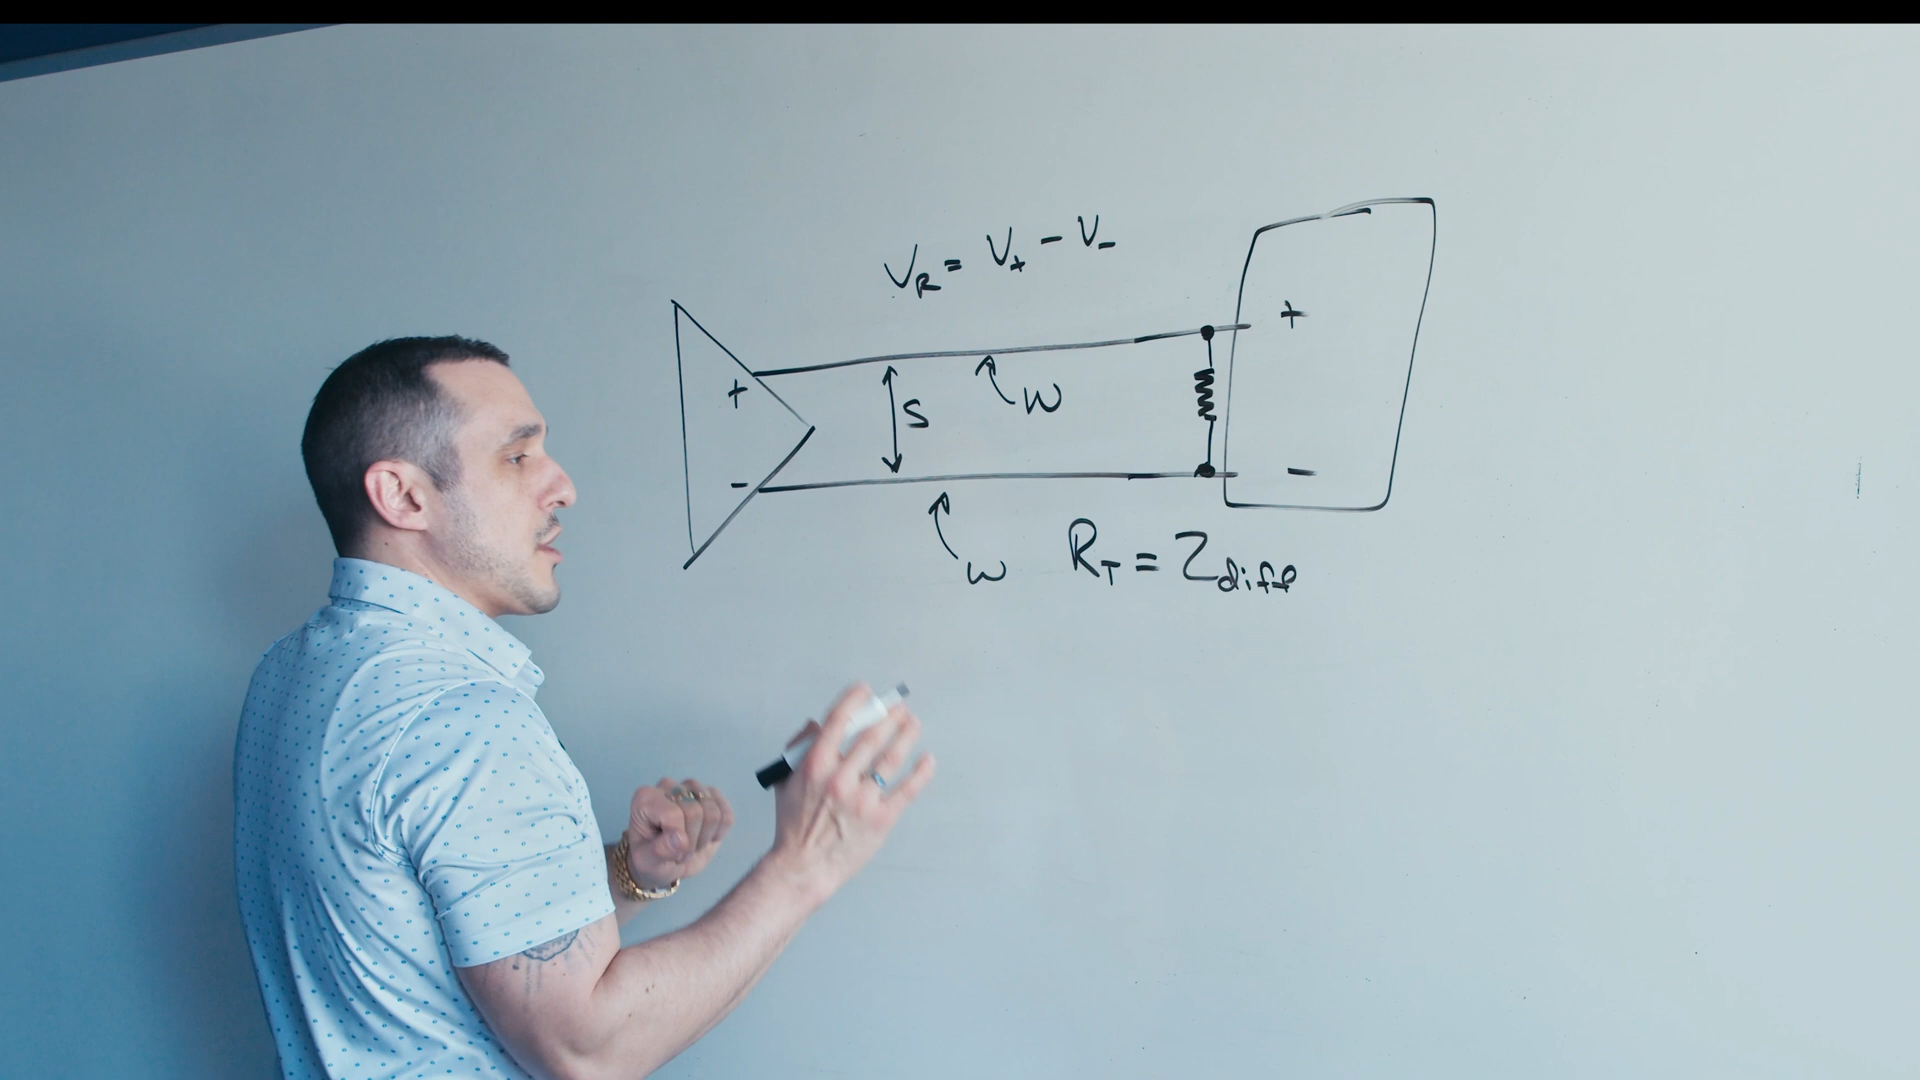 V_R = V_+ - V_-
+
+
S
W
-
-
W
R_T = Z_diff